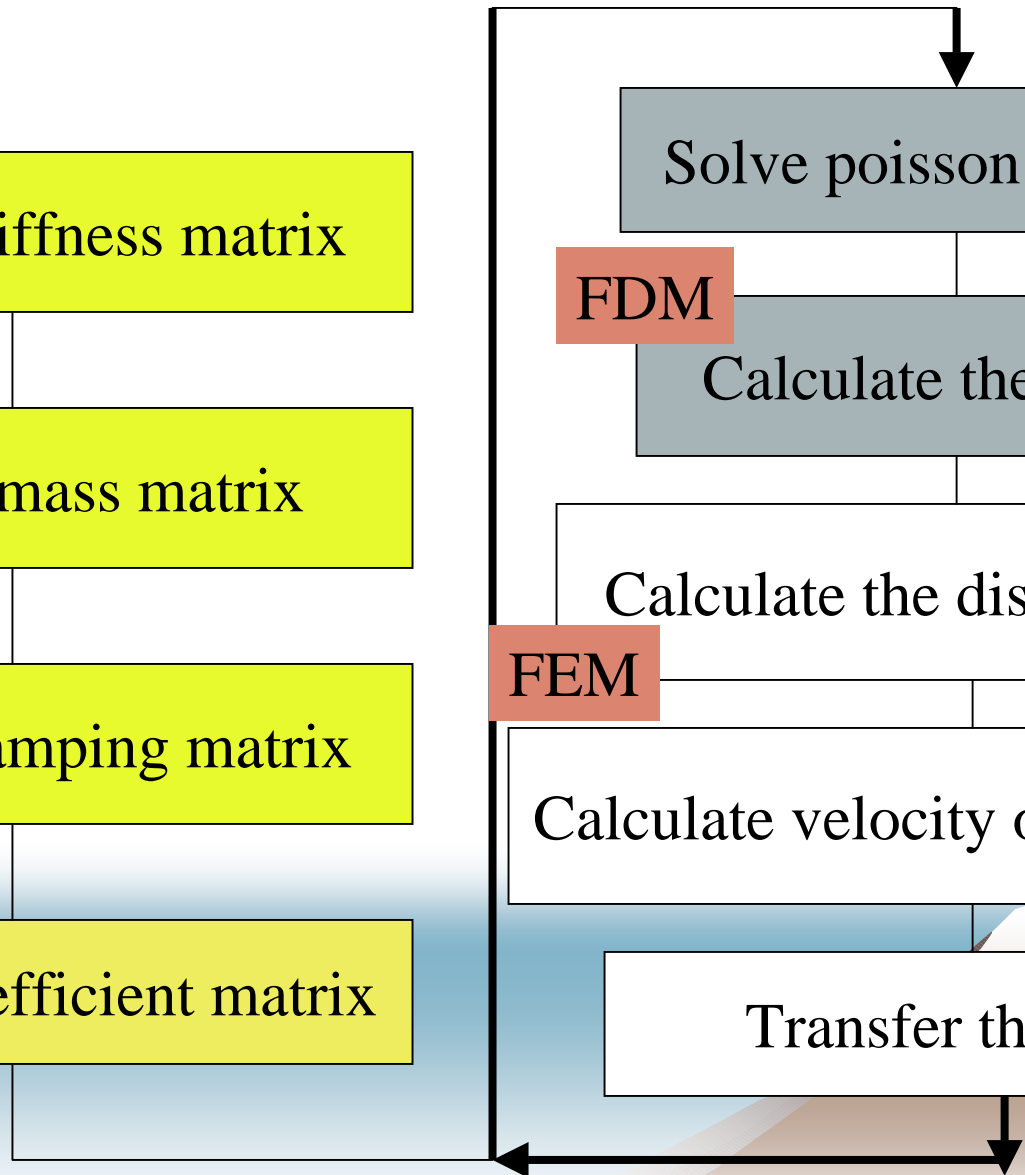 iffness matrix
mass matrix
amping matrix
efficient matrix
Solve poisson
FDM
Calculate the
Calculate the dis
FEM
Calculate velocity o
Transfer th